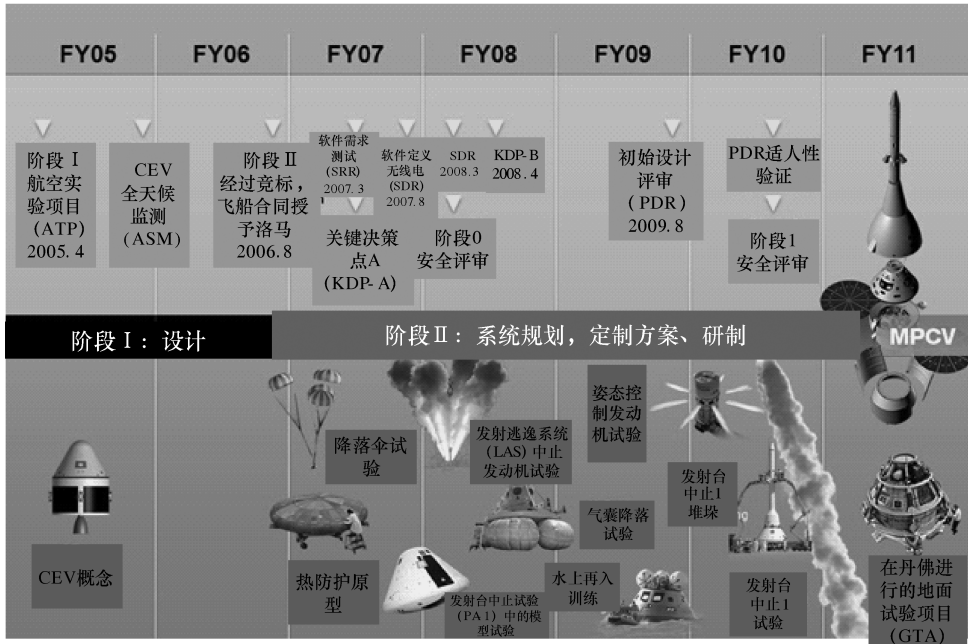 FY05
FY06
FY07
FY08
FY09
FY10
FY11
阶段Ⅰ
航空实
验项目
(ATP)
2005.4
CEV
全天候
监测
(ASM)
阶段Ⅱ
经过竞标，
飞船合同授
予洛马
2006.8
软件需求
测试
(SRR)
2007.3
软件定义
无线电
(SDR)
2007.8
SDR
2008.3
KDP-B
2008.4
关键决策
点A
(KDP-A)
阶段0
安全评审
初始设计
评审
(PDR)
2009.8
PDR适人性
验证
阶段1
安全评审
阶段Ⅰ：设计
阶段Ⅱ：系统规划，定制方案、研制
MPCV
CEV概念
降落伞试
验
热防护原
型
发射逃逸系统
(LAS)中止
发动机试验
发射台中止试验
(PA1)中的模
型试验
姿态控
制发动
机试验
气囊降落
试验
水上再入
训练
发射台
中止1
堆垛
发射台
中止1
试验
在丹佛进
行的地面
试验项目
(GTA)